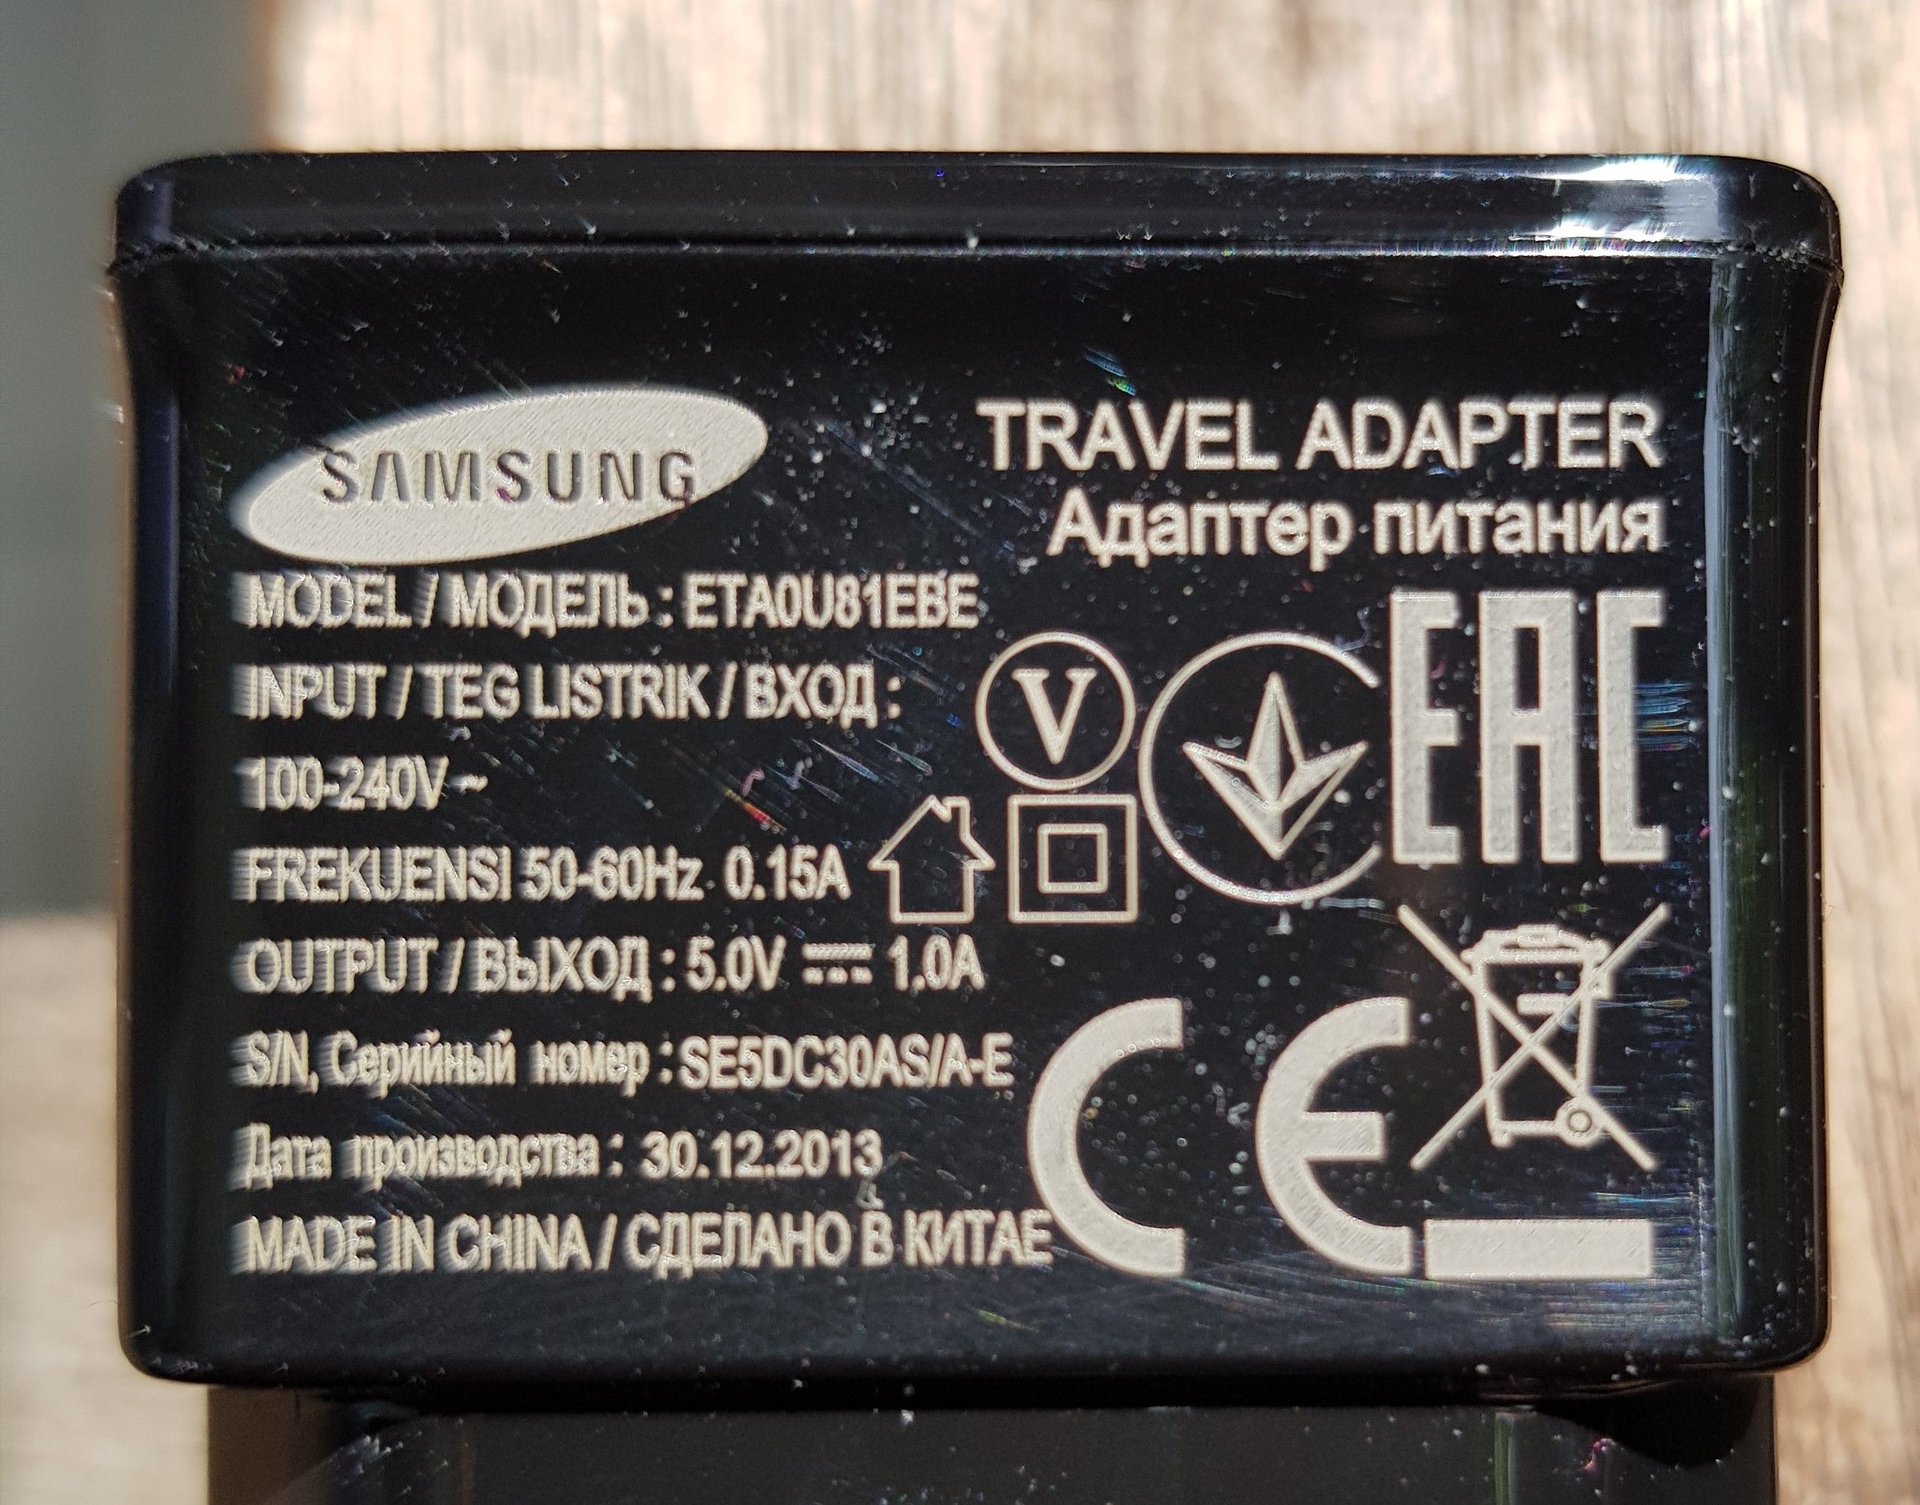 SAMSUNG
TRAVEL ADAPTER
Адаптер питания
MODEL / МОДЕЛЬ : ETA0U81EBE
INPUT / TEG LISTRIK / ВХОД :
100-240V ~
FREKUENSI 50-60Hz 0.15A
OUTPUT / ВЫХОД : 5.0V ⎓ 1.0A
S/N, Серийный номер : SE5DC30AS/A-E
Дата производства : 30.12.2013
MADE IN CHINA / СДЕЛАНО В КИТАЕ
V
EAC
CE